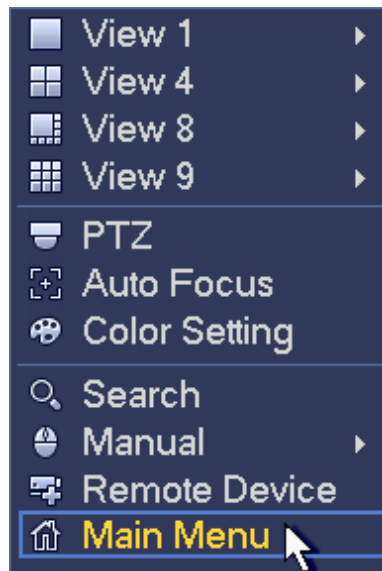 View 1
View 4
View 8
View 9
PTZ
Auto Focus
Color Setting
Search
Manual
Remote Device
Main Menu